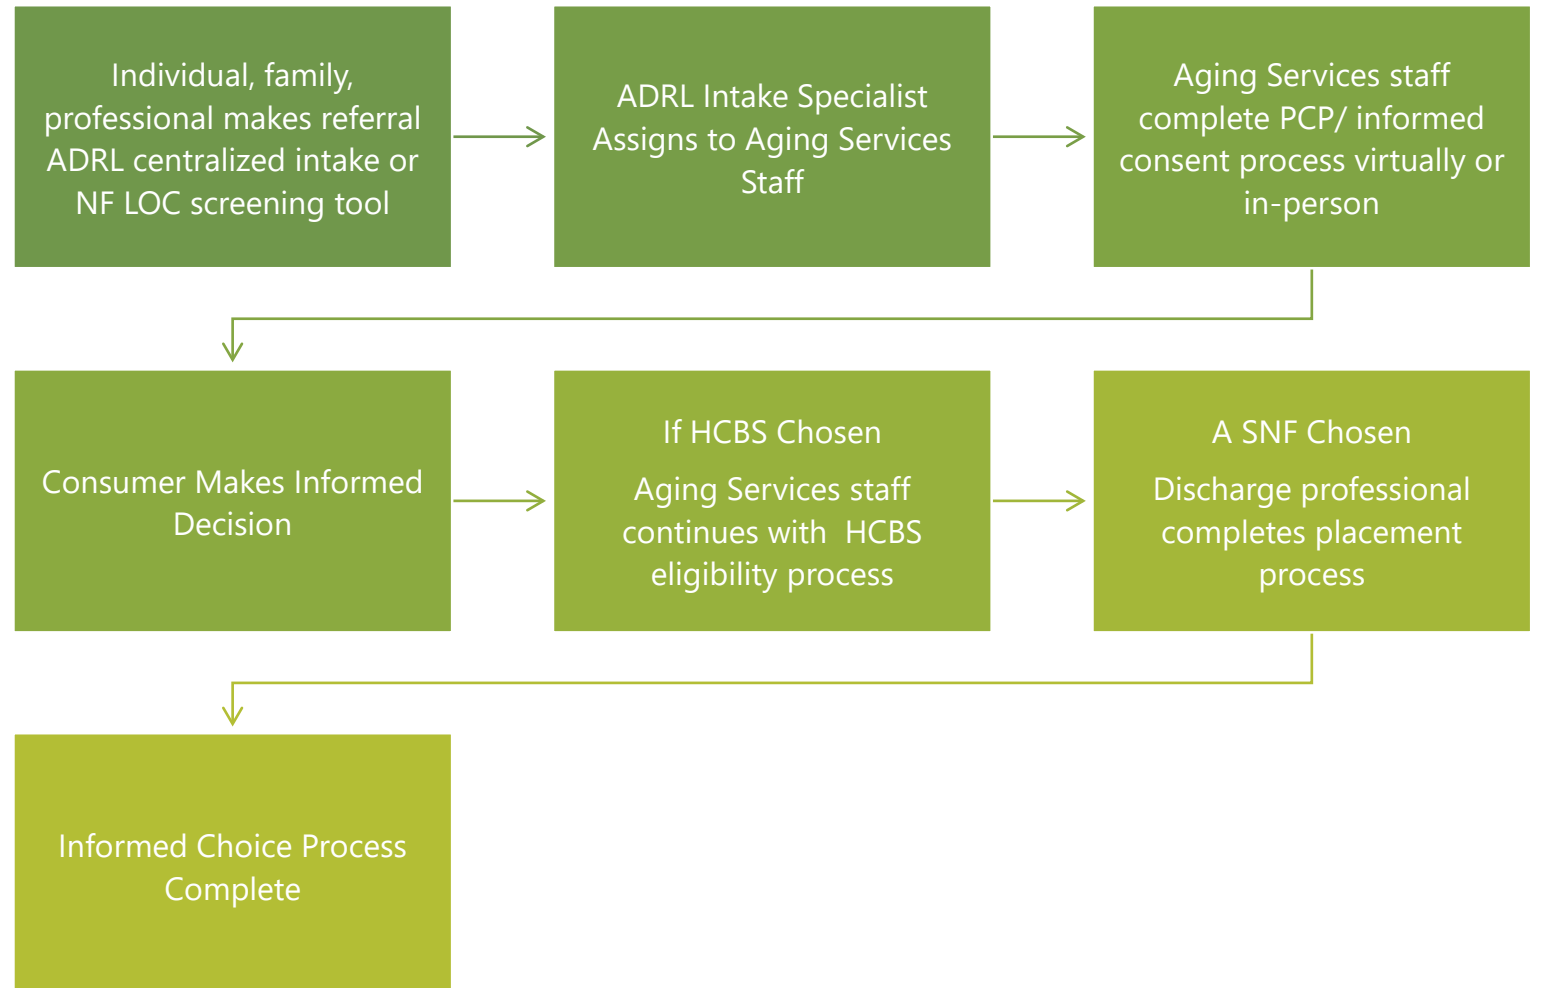 Individual, family,
professional makes referral
ADRL centralized intake or
NF LOC screening tool
ADRL Intake Specialist
Assigns to Aging Services
Staff
Aging Services staff
complete PCP/ informed
consent process virtually or
in-person
Consumer Makes Informed
Decision
If HCBS Chosen
Aging Services staff
continues with  HCBS
eligibility process
A SNF Chosen
Discharge professional
completes placement
process
Informed Choice Process
Complete